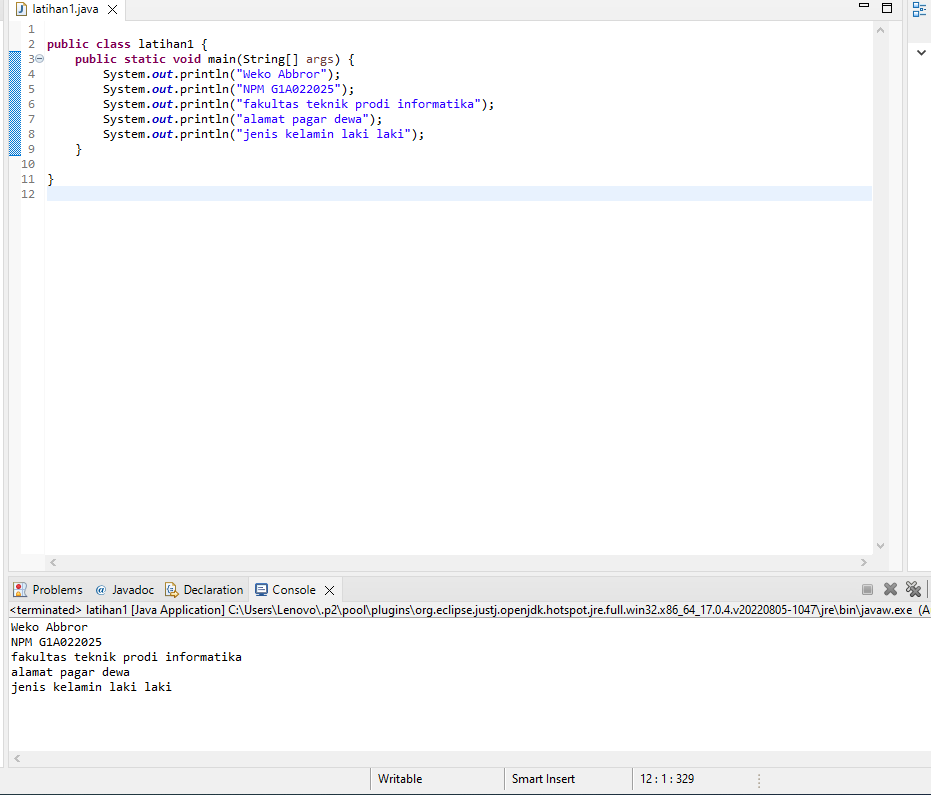 latihan1.java
1
2 public class latihan1 {
3 public static void main(String[] args) {
4 System.out.println("Weko Abbror");
5 System.out.println("NPM G1A022025");
6 System.out.println("fakultas teknik prodi informatika");
7 System.out.println("alamat pagar dewa");
8 System.out.println("jenis kelamin laki laki");
9 }
10
11 }
12
Problems @ Javadoc Declaration Console
<terminated> latihan1 [Java Application] C:\Users\Lenovo\.p2\pool\plugins\org.eclipse.justj.openjdk.hotspot.jre.full.win32.x86_64_17.0.4.v20220805-1047\jre\bin\javaw.exe (A
Weko Abbror
NPM G1A022025
fakultas teknik prodi informatika
alamat pagar dewa
jenis kelamin laki laki
Writable Smart Insert 12 : 1 : 329